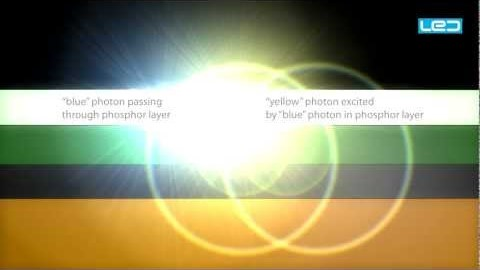 LED
"blue" photon passing
through phosphor layer
"yellow" photon excited
by "blue" photon in phosphor layer